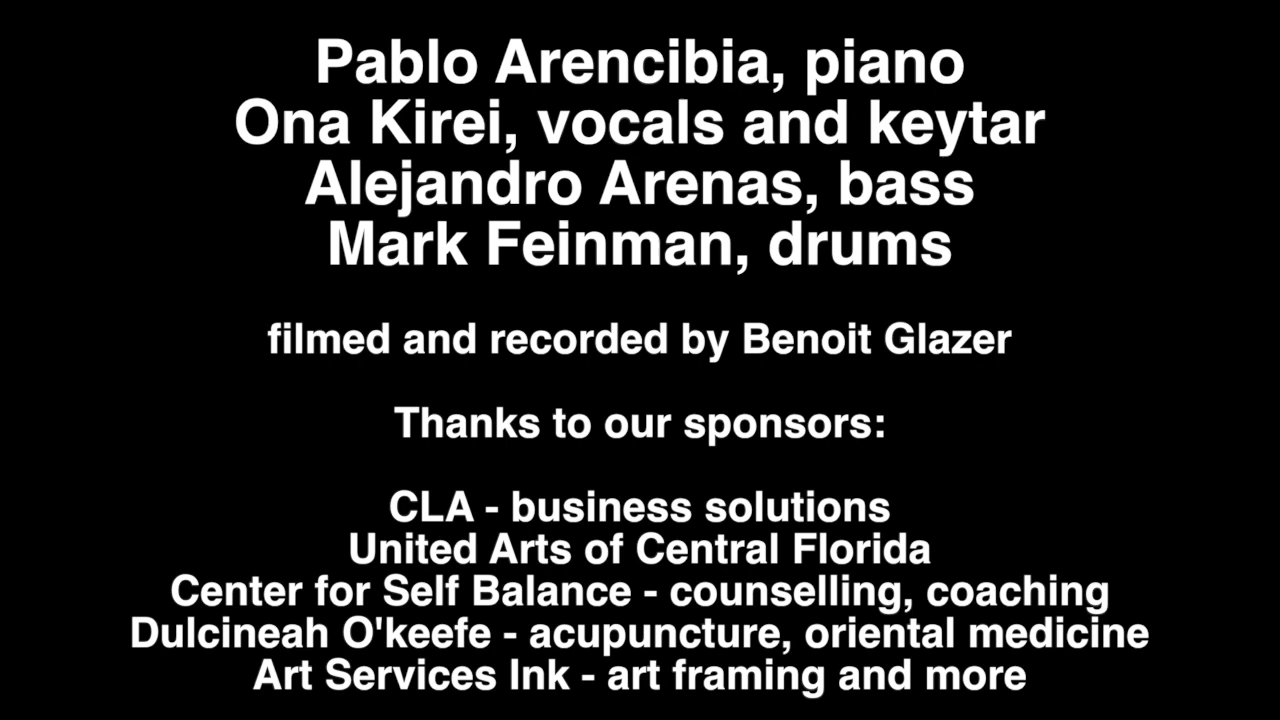 Pablo Arencibia, piano
Ona Kirei, vocals and keytar
Alejandro Arenas, bass
Mark Feinman, drums
filmed and recorded by Benoit Glazer
Thanks to our sponsors:
CLA - business solutions
United Arts of Central Florida
Center for Self Balance - counselling, coaching
Dulcineah O'keefe - acupuncture, oriental medicine
Art Services Ink - art framing and more